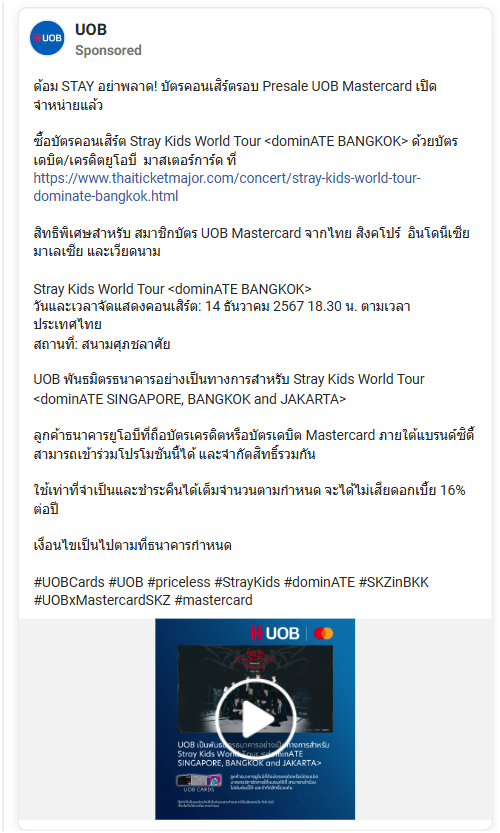 UOB
UOB
Sponsored
ด้อม STAY อย่าพลาด! บัตรคอนเสิร์ตรอบ Presale UOB Mastercard เปิด
จำหน่ายแล้ว
ซื้อบัตรคอนเสิร์ต Stray Kids World Tour <dominATE BANGKOK> ด้วยบัตร
เดบิต/เครดิตยูโอบี มาสเตอร์การ์ด ที่
https://www.thaiticketmajor.com/concert/stray-kids-world-tour-
dominate-bangkok.html
สิทธิพิเศษสำหรับ สมาชิกบัตร UOB Mastercard จากไทย สิงคโปร์ อินโดนีเซีย
มาเลเซีย และเวียดนาม
Stray Kids World Tour <dominATE BANGKOK>
วันและเวลาจัดแสดงคอนเสิร์ต: 14 ธันวาคม 2567 18.30 น. ตามเวลา
ประเทศไทย
สถานที่: สนามศุภชลาศัย
UOB พันธมิตรธนาคารอย่างเป็นทางการสำหรับ Stray Kids World Tour
<dominATE SINGAPORE, BANGKOK and JAKARTA>
ลูกค้าธนาคารยูโอบีที่ถือบัตรเครดิตหรือบัตรเดบิต Mastercard ภายใต้แบรนด์ซิตี้
สามารถเข้าร่วมโปรโมชันนี้ได้ และจำกัดสิทธิ์รวมกัน
ใช้เท่าที่จำเป็นและชำระคืนได้เต็มจำนวนตามกำหนด จะได้ไม่เสียดอกเบี้ย 16%
ต่อปี
เงื่อนไขเป็นไปตามที่ธนาคารกำหนด
#UOBCards #UOB #priceless #StrayKids #dominATE #SKZinBKK
#UOBxMastercardSKZ #mastercard
UOB
UOB เป็นพันธมิตรธนาคารอย่างเป็นทางการสำหรับ
Stray Kids World Tour <dominATE
SINGAPORE, BANGKOK and JAKARTA>
UOB CARDS